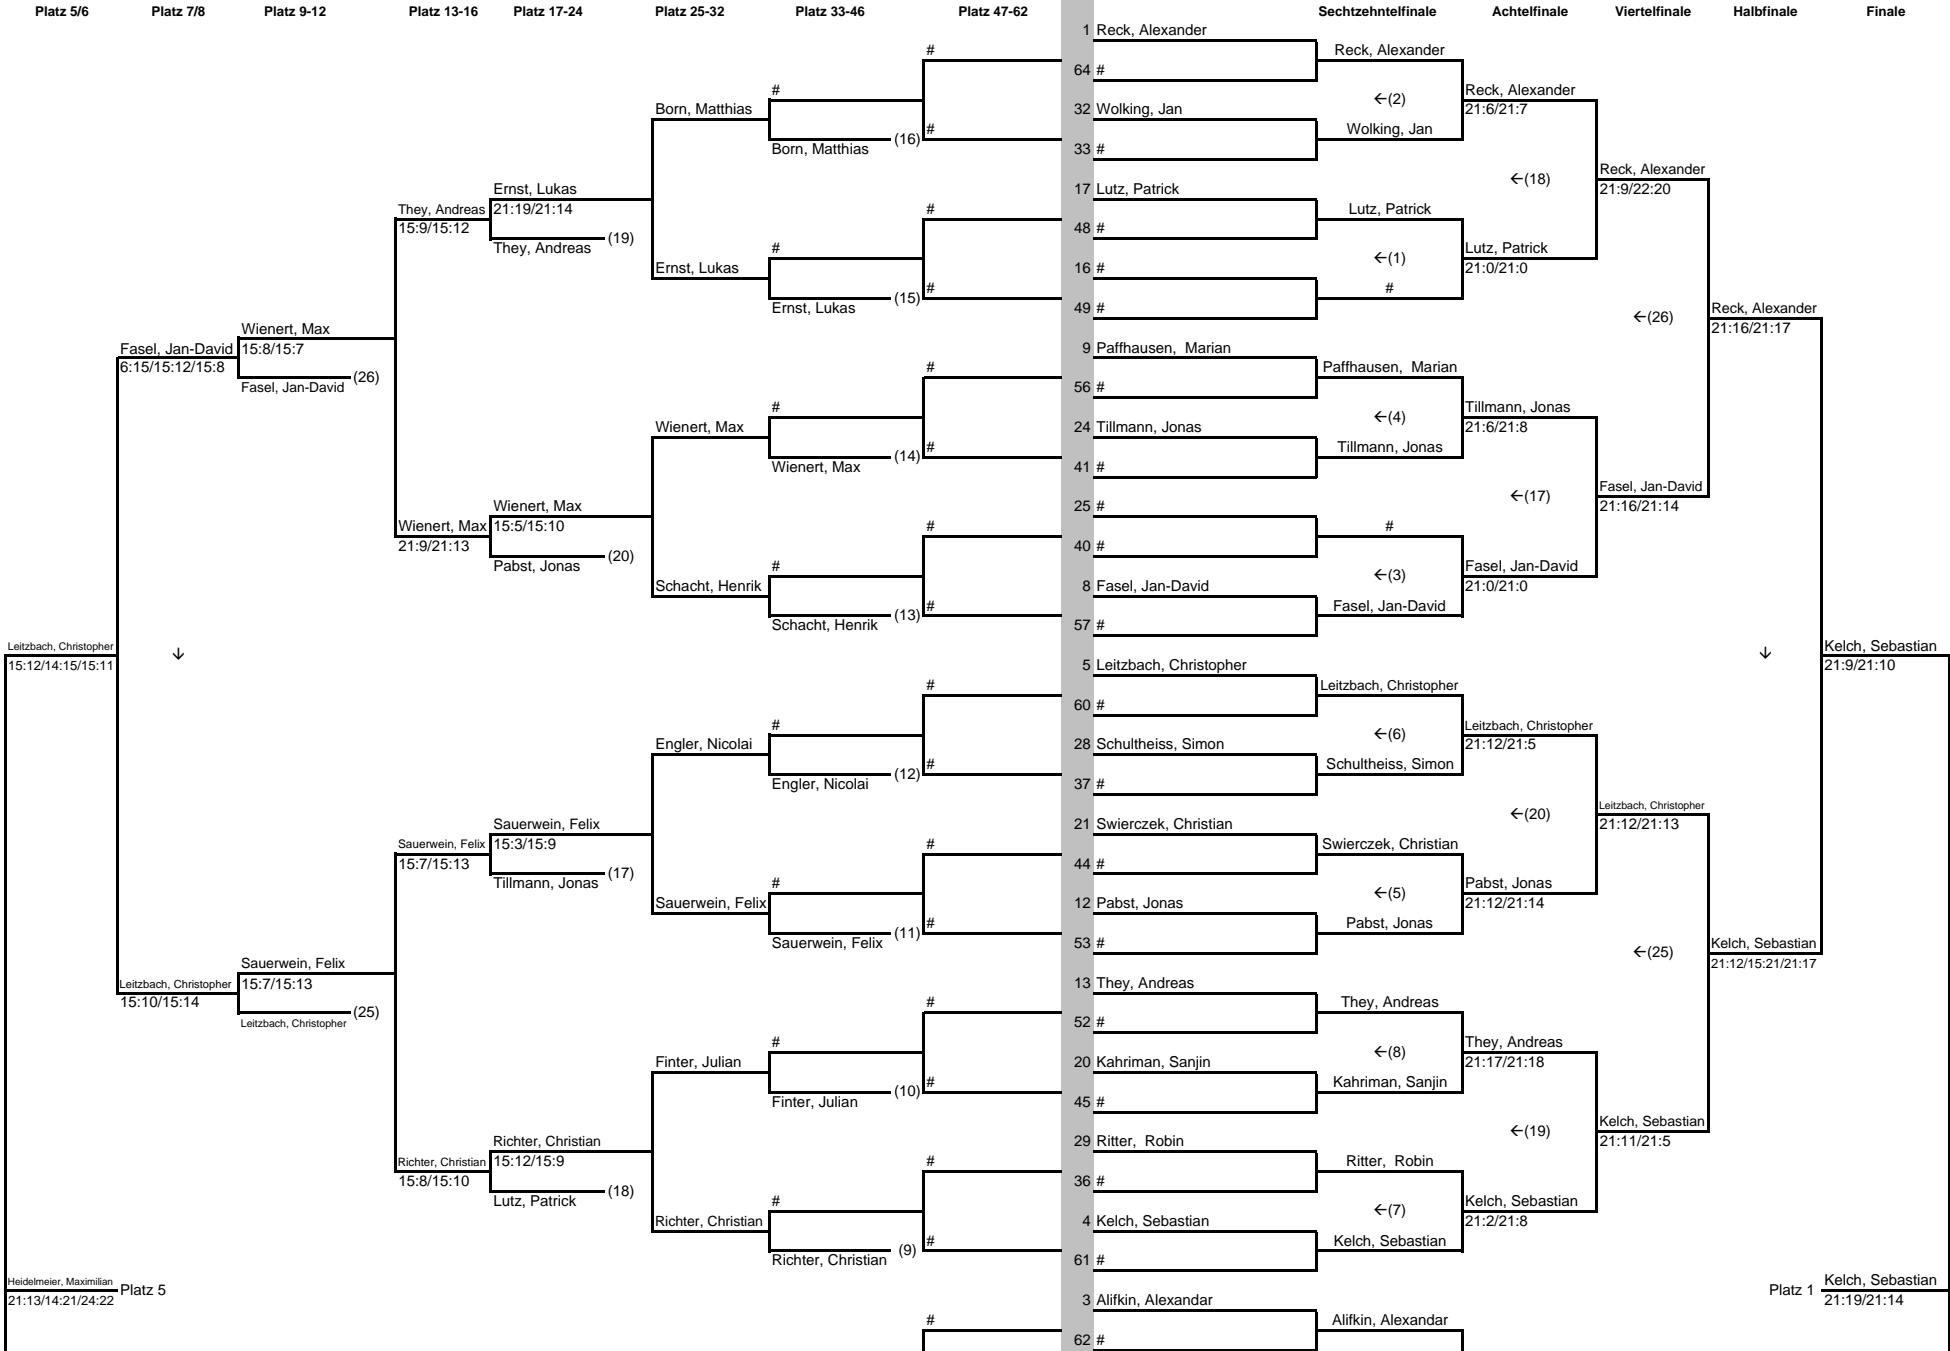 Platz 5/6 Platz 7/8 Platz 9-12 Platz 13-16 Platz 17-24 Platz 25-32 Platz 33-46 Platz 47-62 Sechtzehntelfinale Achtelfinale Viertelfinale Halbfinale Finale
1 Reck, Alexander
# Reck, Alexander
64 #
# Reck, Alexander
Born, Matthias 32 Wolking, Jan ←(2) 21:6/21:7
(16) # Wolking, Jan
Born, Matthias 33 #
Reck, Alexander
Ernst, Lukas 17 Lutz, Patrick ←(18) 21:9/22:20
They, Andreas 21:19/21:14 # Lutz, Patrick
15:9/15:12 48 #
They, Andreas (19) # Lutz, Patrick
Ernst, Lukas 16 # ←(1) 21:0/21:0
(15) # #
Ernst, Lukas 49 # Reck, Alexander
Wienert, Max ←(26) 21:16/21:17
Fasel, Jan-David 15:8/15:7 9 Paffhausen, Marian
6:15/15:12/15:8 (26) # Paffhausen, Marian
Fasel, Jan-David 56 #
# Tillmann, Jonas
Wienert, Max 24 Tillmann, Jonas ←(4) 21:6/21:8
(14) # Tillmann, Jonas
Wienert, Max 41 #
Fasel, Jan-David
Wienert, Max 25 # ←(17) 21:16/21:14
Wienert, Max 15:5/15:10 # #
21:9/21:13 40 #
Pabst, Jonas (20) # Fasel, Jan-David
Schacht, Henrik 8 Fasel, Jan-David ←(3) 21:0/21:0
(13) # Fasel, Jan-David
Schacht, Henrik 57 #
Leitzbach, Christopher ↓ ↓ Kelch, Sebastian
15:12/14:15/15:11 5 Leitzbach, Christopher 21:9/21:10
# Leitzbach, Christopher
60 #
# Leitzbach, Christopher
Engler, Nicolai 28 Schultheiss, Simon ←(6) 21:12/21:5
(12) # Schultheiss, Simon
Engler, Nicolai 37 #
Leitzbach, Christopher
Sauerwein, Felix 21 Swierczek, Christian ←(20) 21:12/21:13
Sauerwein, Felix 15:3/15:9 # Swierczek, Christian
15:7/15:13 44 #
Tillmann, Jonas (17) # Pabst, Jonas
Sauerwein, Felix 12 Pabst, Jonas ←(5) 21:12/21:14
(11) # Pabst, Jonas
Sauerwein, Felix 53 # Kelch, Sebastian
Sauerwein, Felix ←(25) 21:12/15:21/21:17
Leitzbach, Christopher 15:7/15:13 13 They, Andreas
15:10/15:14 (25) # They, Andreas
Leitzbach, Christopher 52 #
# They, Andreas
Finter, Julian 20 Kahriman, Sanjin ←(8) 21:17/21:18
(10) # Kahriman, Sanjin
Finter, Julian 45 #
Kelch, Sebastian
Richter, Christian 29 Ritter, Robin ←(19) 21:11/21:5
Richter, Christian 15:12/15:9 # Ritter, Robin
15:8/15:10 36 #
Lutz, Patrick (18) # Kelch, Sebastian
Richter, Christian 4 Kelch, Sebastian ←(7) 21:2/21:8
(9) # Kelch, Sebastian
Richter, Christian 61 #
Heidelmeier, Maximilian Platz 5 Platz 1 Kelch, Sebastian
21:13/14:21/24:22 3 Alifkin, Alexandar 21:19/21:14
# Alifkin, Alexandar
62 #